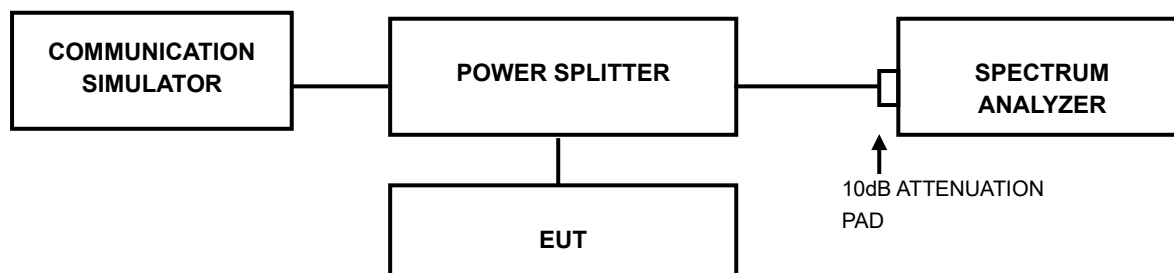 COMMUNICATION
SIMULATOR
POWER SPLITTER
SPECTRUM
ANALYZER
10dB ATTENUATION
PAD
EUT